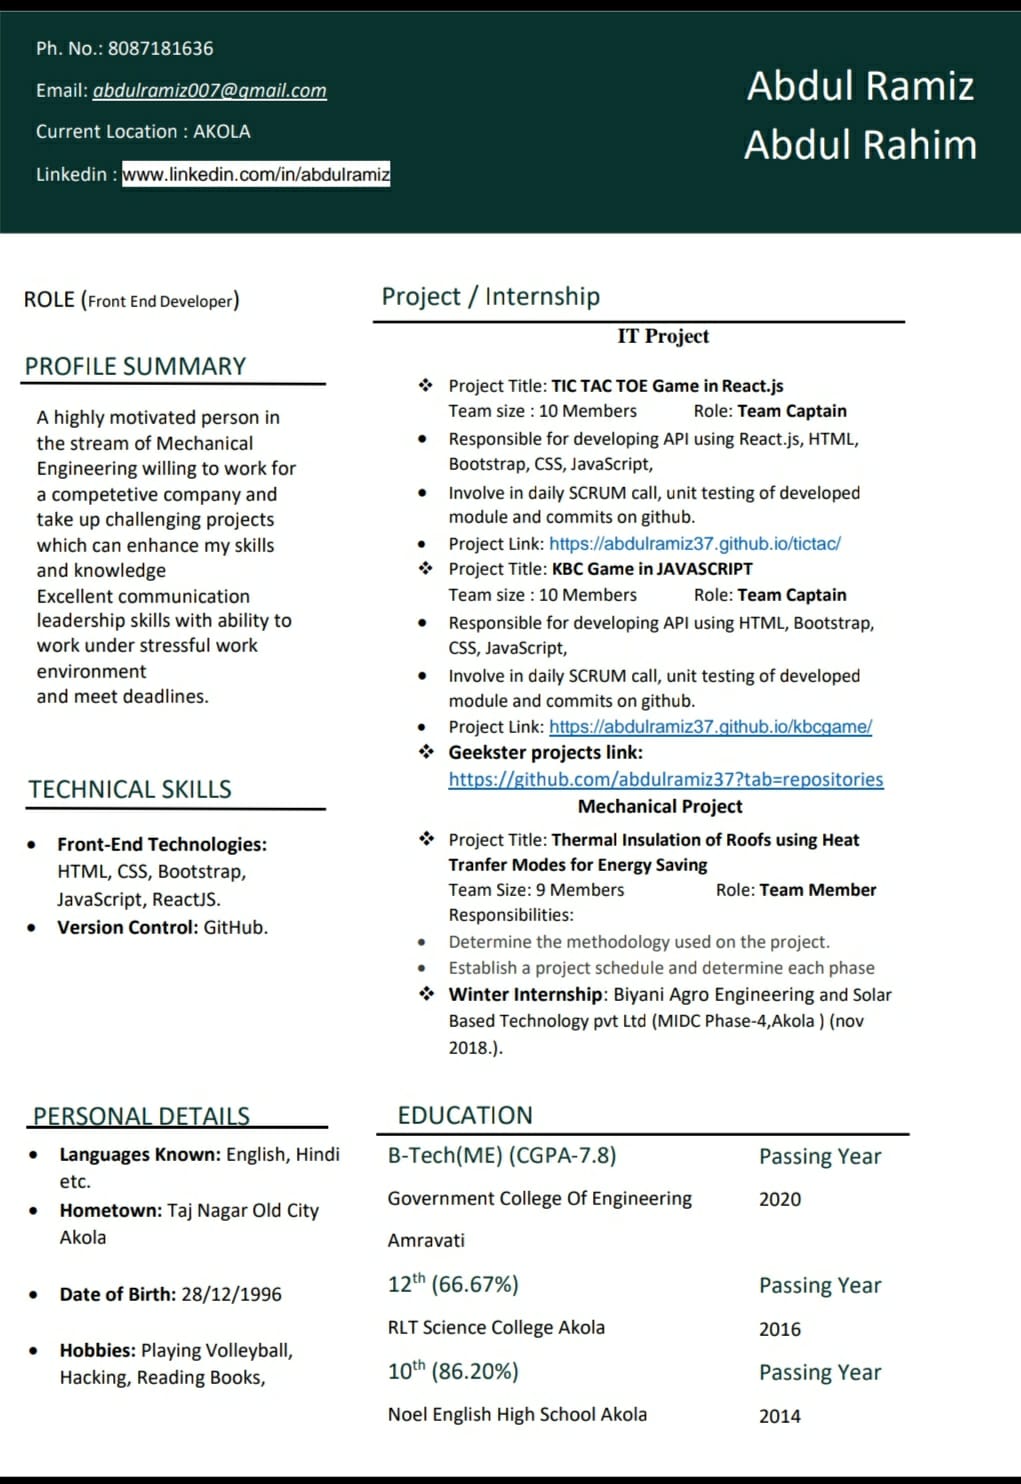 Ph. No.: 8087181636
Email: abdulramiz007@gmail.com
Current Location : AKOLA
Linkedin : www.linkedin.com/in/abdulramiz
Abdul Ramiz
Abdul Rahim
ROLE (Front End Developer)
PROFILE SUMMARY
A highly motivated person in
the stream of Mechanical
Engineering willing to work for
a competetive company and
take up challenging projects
which can enhance my skills
and knowledge
Excellent communication
leadership skills with ability to
work under stressful work
environment
and meet deadlines.
TECHNICAL SKILLS
• Front-End Technologies:
HTML, CSS, Bootstrap,
JavaScript, ReactJS.
• Version Control: GitHub.
PERSONAL DETAILS
• Languages Known: English, Hindi
etc.
• Hometown: Taj Nagar Old City
Akola
• Date of Birth: 28/12/1996
• Hobbies: Playing Volleyball,
Hacking, Reading Books,
Project / Internship
IT Project
❖ Project Title: TIC TAC TOE Game in React.js
Team size : 10 Members Role: Team Captain
• Responsible for developing API using React.js, HTML,
Bootstrap, CSS, JavaScript,
• Involve in daily SCRUM call, unit testing of developed
module and commits on github.
• Project Link: https://abdulramiz37.github.io/tictac/
❖ Project Title: KBC Game in JAVASCRIPT
Team size : 10 Members Role: Team Captain
• Responsible for developing API using HTML, Bootstrap,
CSS, JavaScript,
• Involve in daily SCRUM call, unit testing of developed
module and commits on github.
• Project Link: https://abdulramiz37.github.io/kbcgame/
❖ Geekster projects link:
https://github.com/abdulramiz37?tab=repositories
Mechanical Project
❖ Project Title: Thermal Insulation of Roofs using Heat
Tranfer Modes for Energy Saving
Team Size: 9 Members Role: Team Member
Responsibilities:
• Determine the methodology used on the project.
• Establish a project schedule and determine each phase
❖ Winter Internship: Biyani Agro Engineering and Solar
Based Technology pvt Ltd (MIDC Phase-4,Akola ) (nov
2018.).
EDUCATION
B-Tech(ME) (CGPA-7.8) Passing Year
Government College Of Engineering 2020
Amravati
12th (66.67%) Passing Year
RLT Science College Akola 2016
10th (86.20%) Passing Year
Noel English High School Akola 2014